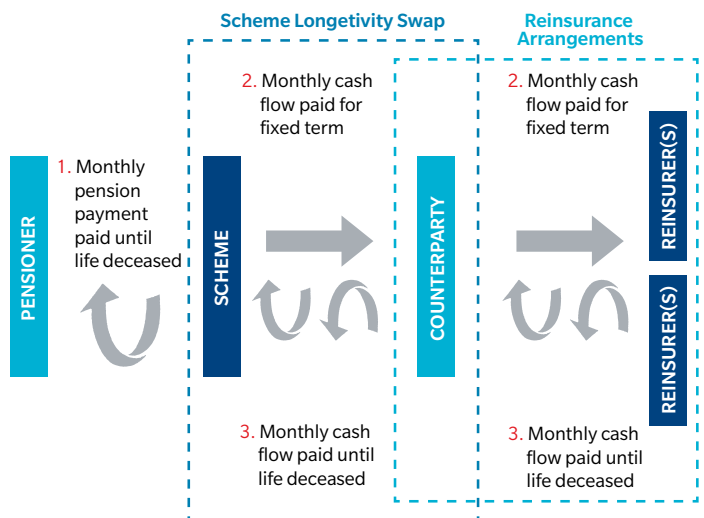 Scheme Longetivity Swap
Reinsurance
Arrangements
PENSIONER
1. Monthly
pension
payment
paid until
life deceased
SCHEME
2. Monthly cash
flow paid for
fixed term
3. Monthly cash
flow paid until
life deceased
COUNTERPARTY
2. Monthly cash
flow paid for
fixed term
3. Monthly cash
flow paid until
life deceased
REINSURER(S)
REINSURER(S)